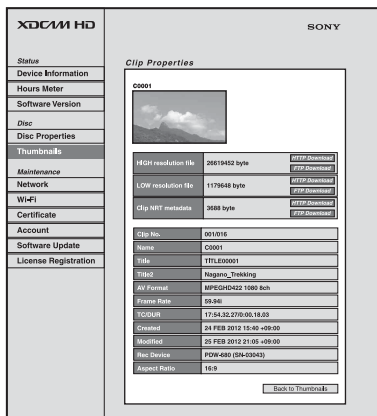 XDCAM HD
SONY
Status
Device Information
Hours Meter
Software Version
Disc
Disc Properties
Thumbnails
Maintenance
Network
Wi-Fi
Certificate
Account
Software Update
License Registration
Clip Properties
C0001
HIGH resolution file 26619452 byte HTTP Download
FTP Download
LOW resolution file 1179648 byte HTTP Download
FTP Download
Clip NRT metadata 3688 byte HTTP Download
FTP Download
Clip No. 001/016
Name C0001
Title TITLE00001
Title2 Nagano_Trekking
AV Format MPEGHD422 1080 8ch
Frame Rate 59.94i
TC/DUR 17:54.32.27/0:00.18.03
Created 24 FEB 2012 15:40 +09:00
Modified 25 FEB 2012 21:05 +09:00
Rec Device PDW-680 (SN-03043)
Aspect Ratio 16:9
Back to Thumbnails